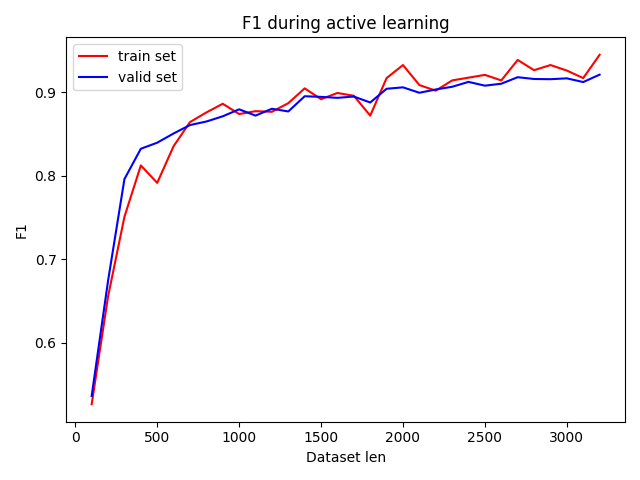 F1 during active learning
train set
valid set
F1
0.9
0.8
0.7
0.6
0 500 1000 1500 2000 2500 3000
Dataset len